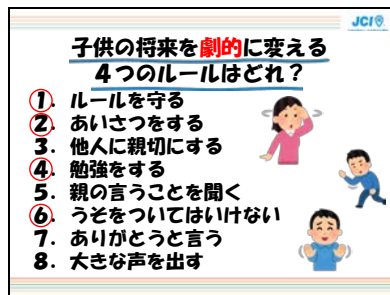 JCI
子供の将来を劇的に変える
4つのルールはどれ？
1. ルールを守る
2. あいさつをする
3. 他人に親切にする
4. 勉強をする
5. 親の言うことを聞く
6. うそをついてはいけない
7. ありがとうと言う
8. 大きな声を出す